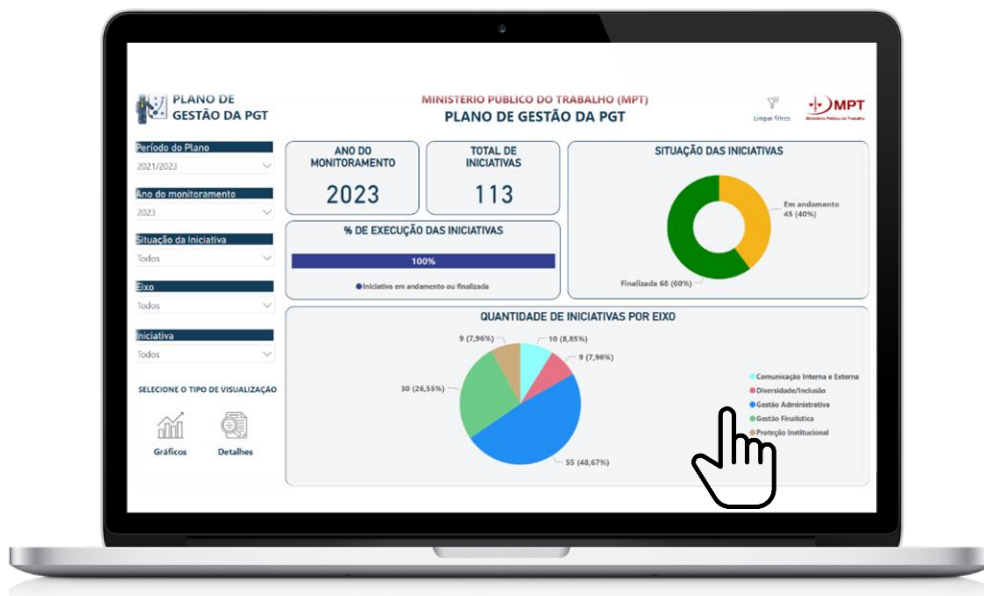 PLANO DE
GESTÃO DA PGT
MINISTÉRIO PÚBLICO DO TRABALHO (MPT)
PLANO DE GESTÃO DA PGT
Limpar filtros
MPT
Ministério Público do Trabalho
Período do Plano
2021/2023
Ano do monitoramento
2023
Situação da Iniciativa
Todos
Eixo
Todos
Iniciativa
Todos
SELECIONE O TIPO DE VISUALIZAÇÃO
Gráficos
Detalhes
ANO DO
MONITORAMENTO
2023
TOTAL DE
INICIATIVAS
113
% DE EXECUÇÃO DAS INICIATIVAS
100%
Iniciativa em andamento ou finalizada
SITUAÇÃO DAS INICIATIVAS
Em andamento
45 (40%)
Finalizada 68 (60%)
QUANTIDADE DE INICIATIVAS POR EIXO
9 (7,96%)
10 (8,85%)
9 (7,96%)
30 (26,55%)
55 (48,67%)
Comunicação Interna e Externa
Diversidade/Inclusão
Gestão Administrativa
Gestão Finalística
Proteção Institucional